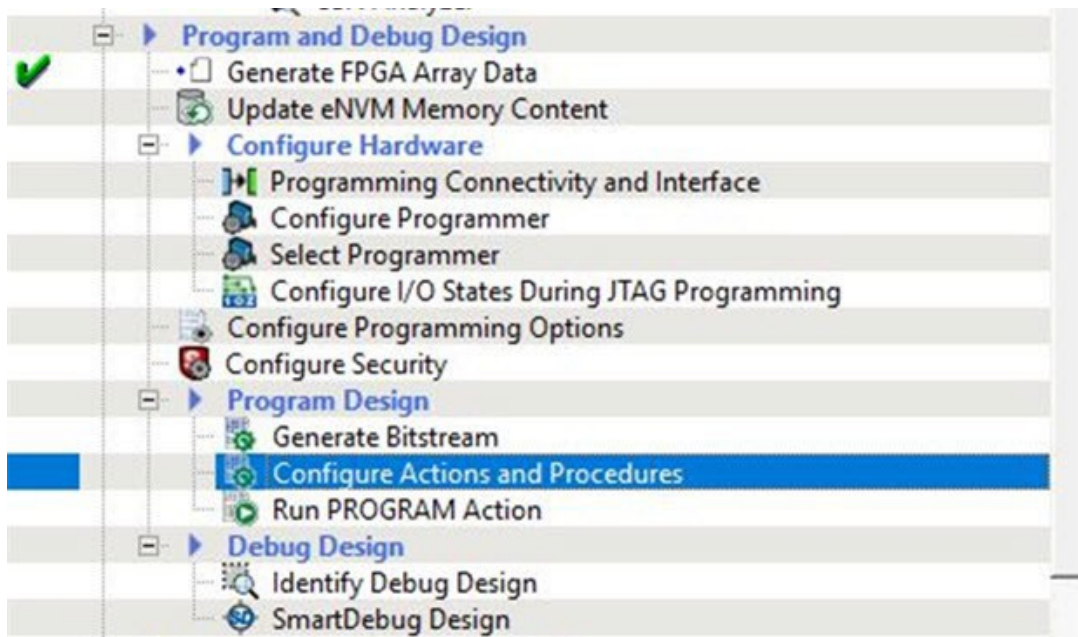 Program and Debug Design
Generate FPGA Array Data
Update eNVM Memory Content
Configure Hardware
Programming Connectivity and Interface
Configure Programmer
Select Programmer
Configure I/O States During JTAG Programming
Configure Programming Options
Configure Security
Program Design
Generate Bitstream
Configure Actions and Procedures
Run PROGRAM Action
Debug Design
Identify Debug Design
SmartDebug Design